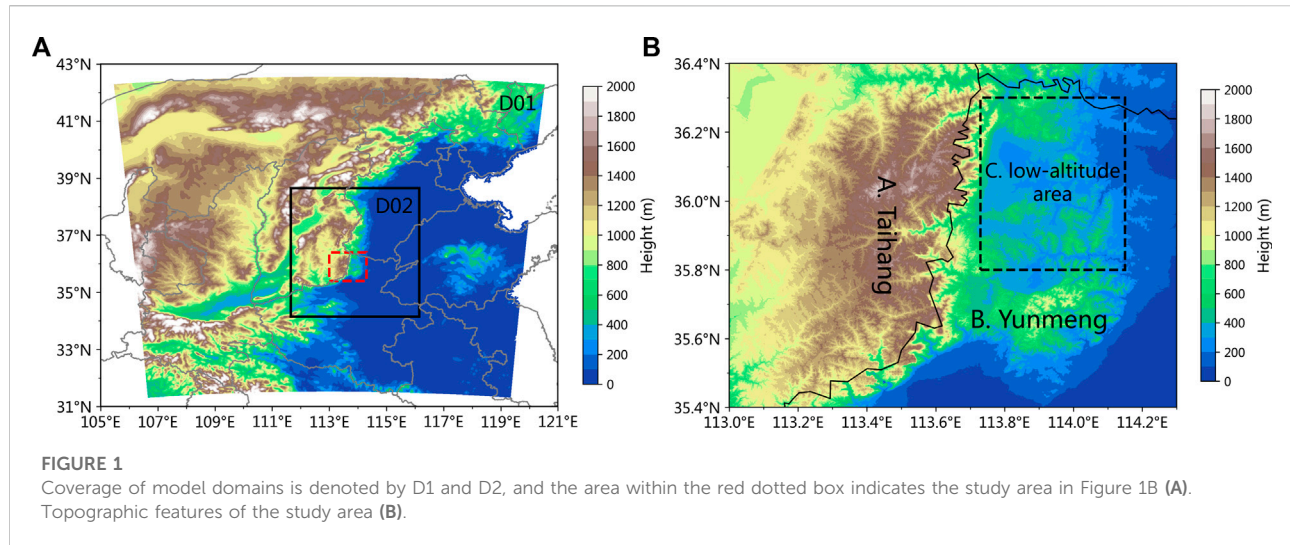 A
43°N
41°N
39°N
37°N
35°N
33°N
31°N
105°E 107°E 109°E 111°E 113°E 115°E 117°E 119°E 121°E
D01
D02
2000
1800
1600
1400
1200
1000
800
600
400
200
0
Height (m)
B
36.4°N
36.2°N
36.0°N
35.8°N
35.6°N
35.4°N
113.0°E 113.2°E 113.4°E 113.6°E 113.8°E 114.0°E 114.2°E
A. Taihang
C. low-altitude
area
B. Yunmeng
2000
1800
1600
1400
1200
1000
800
600
400
200
0
Height (m)
FIGURE 1
Coverage of model domains is denoted by D1 and D2, and the area within the red dotted box indicates the study area in Figure 1B (A).
Topographic features of the study area (B).